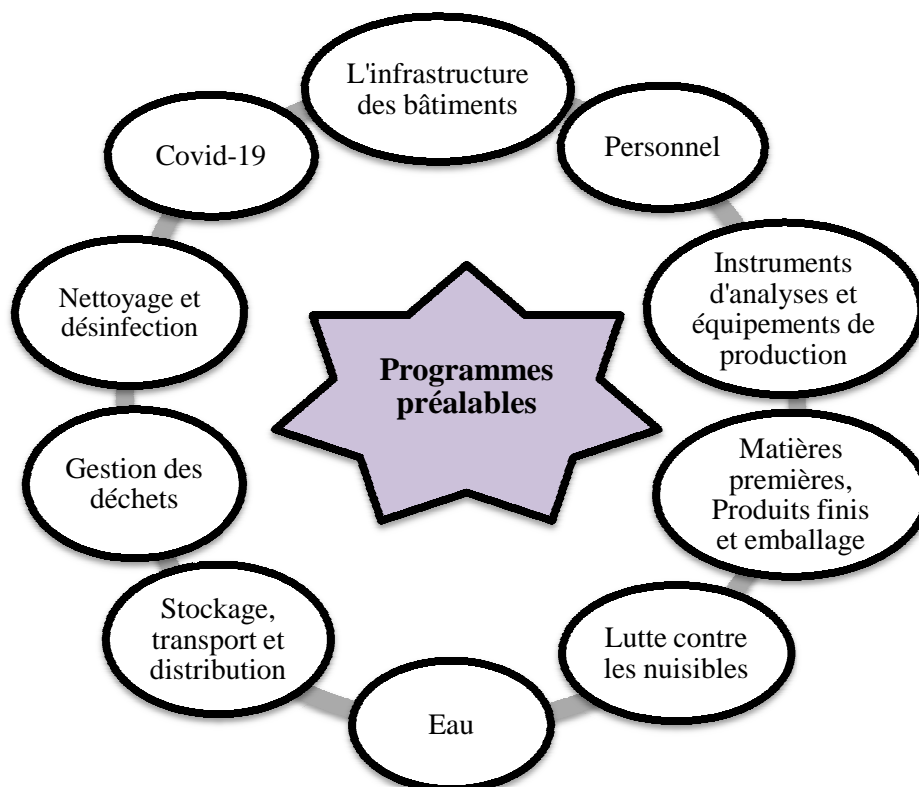 L'infrastructure
des bâtiments
Personnel
Instruments
d'analyses et
équipements de
production
Matières
premières,
Produits finis
et emballage
Lutte contre
les nuisibles
Eau
Stockage,
transport et
distribution
Gestion des
déchets
Nettoyage et
désinfection
Covid-19
Programmes
préalables